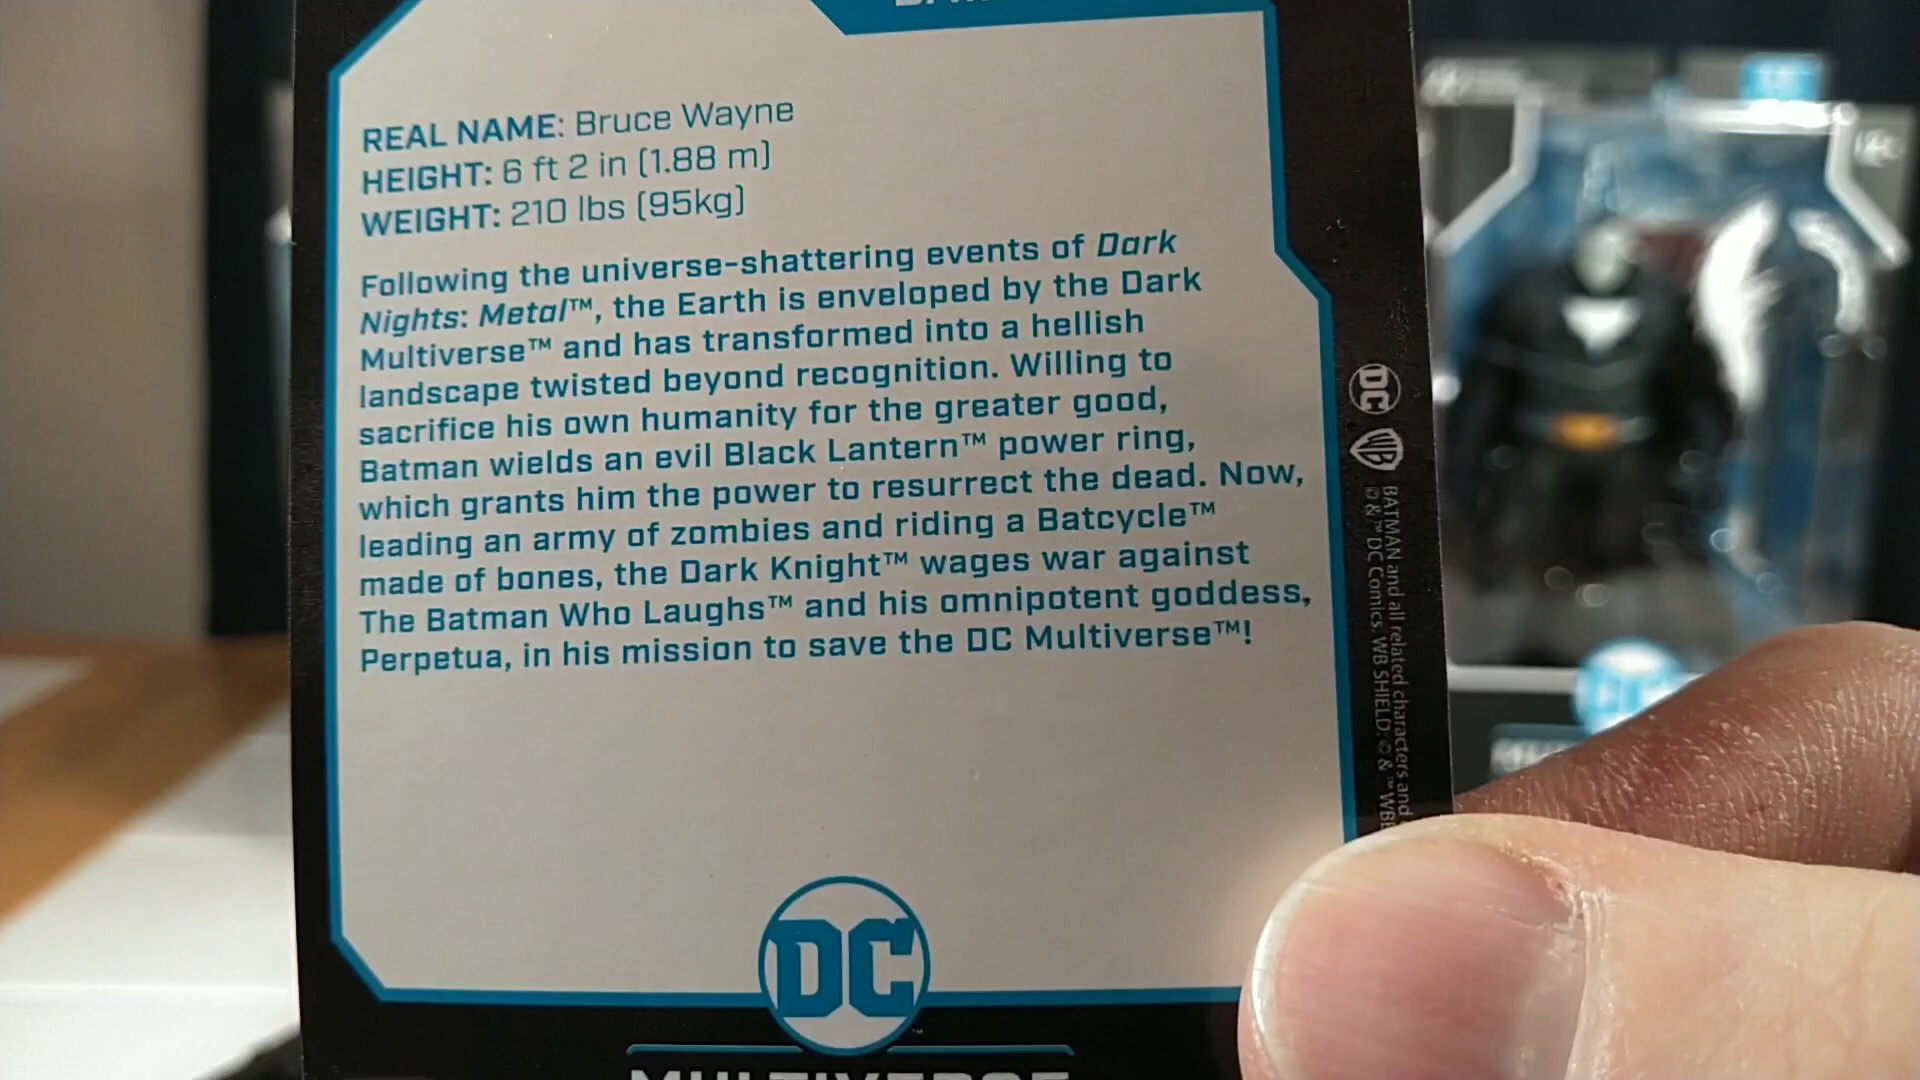 REAL NAME: Bruce Wayne
HEIGHT: 6 ft 2 in (1.88 m)
WEIGHT: 210 lbs (95kg)
Following the universe-shattering events of Dark
Nights: Metal™, the Earth is enveloped by the Dark
Multiverse™ and has transformed into a hellish
landscape twisted beyond recognition. Willing to
sacrifice his own humanity for the greater good,
Batman wields an evil Black Lantern™ power ring,
which grants him the power to resurrect the dead. Now,
leading an army of zombies and riding a Batcycle™
made of bones, the Dark Knight™ wages war against
The Batman Who Laughs™ and his omnipotent goddess,
Perpetua, in his mission to save the DC Multiverse™!
DC
™
MULTIVERSE
DC
WB
BATMAN and all related characters and
© & ™ DC Comics. WB SHIELD: © & ™